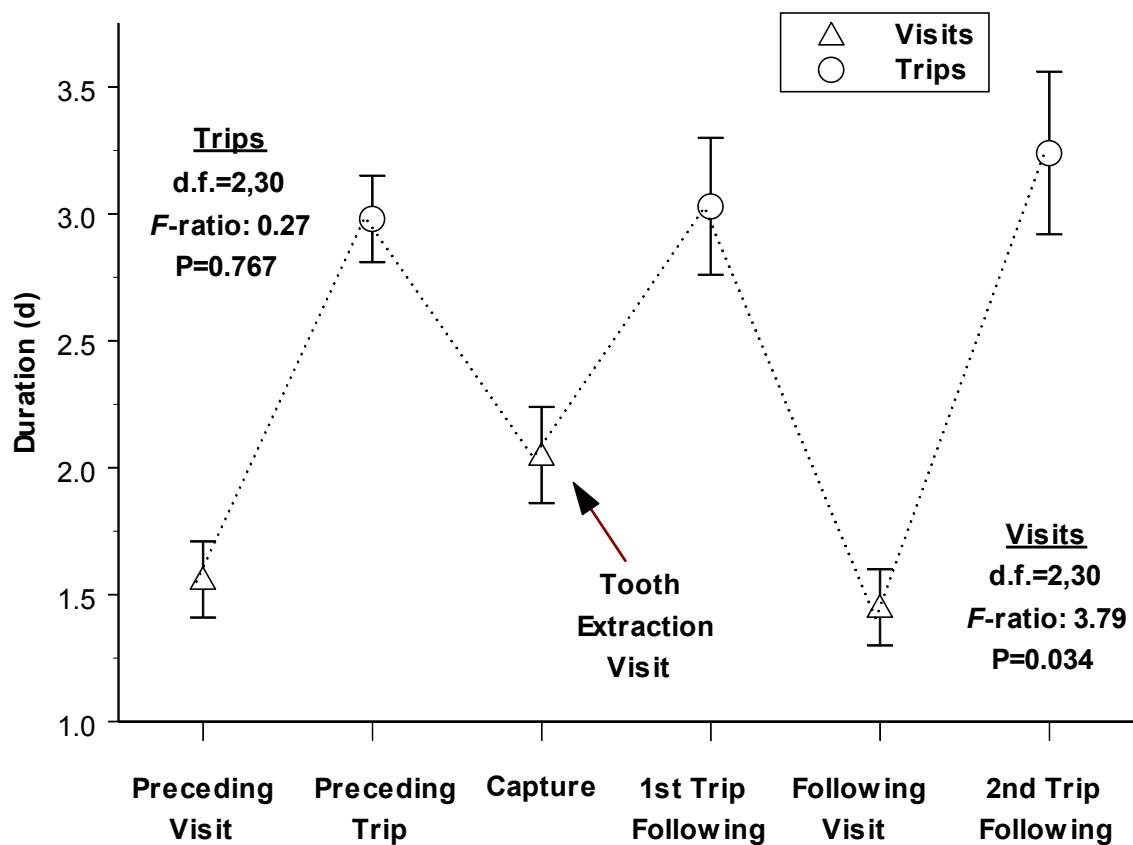 Visits
Trips
3.5
3.0
2.5
2.0
1.5
1.0
Duration (d)
Trips
d.f.=2,30
F-ratio: 0.27
P=0.767
Tooth
Extraction
Visit
Visits
d.f.=2,30
F-ratio: 3.79
P=0.034
Preceding
Visit
Preceding
Trip
Capture
1st Trip
Following
Following
Visit
2nd Trip
Following